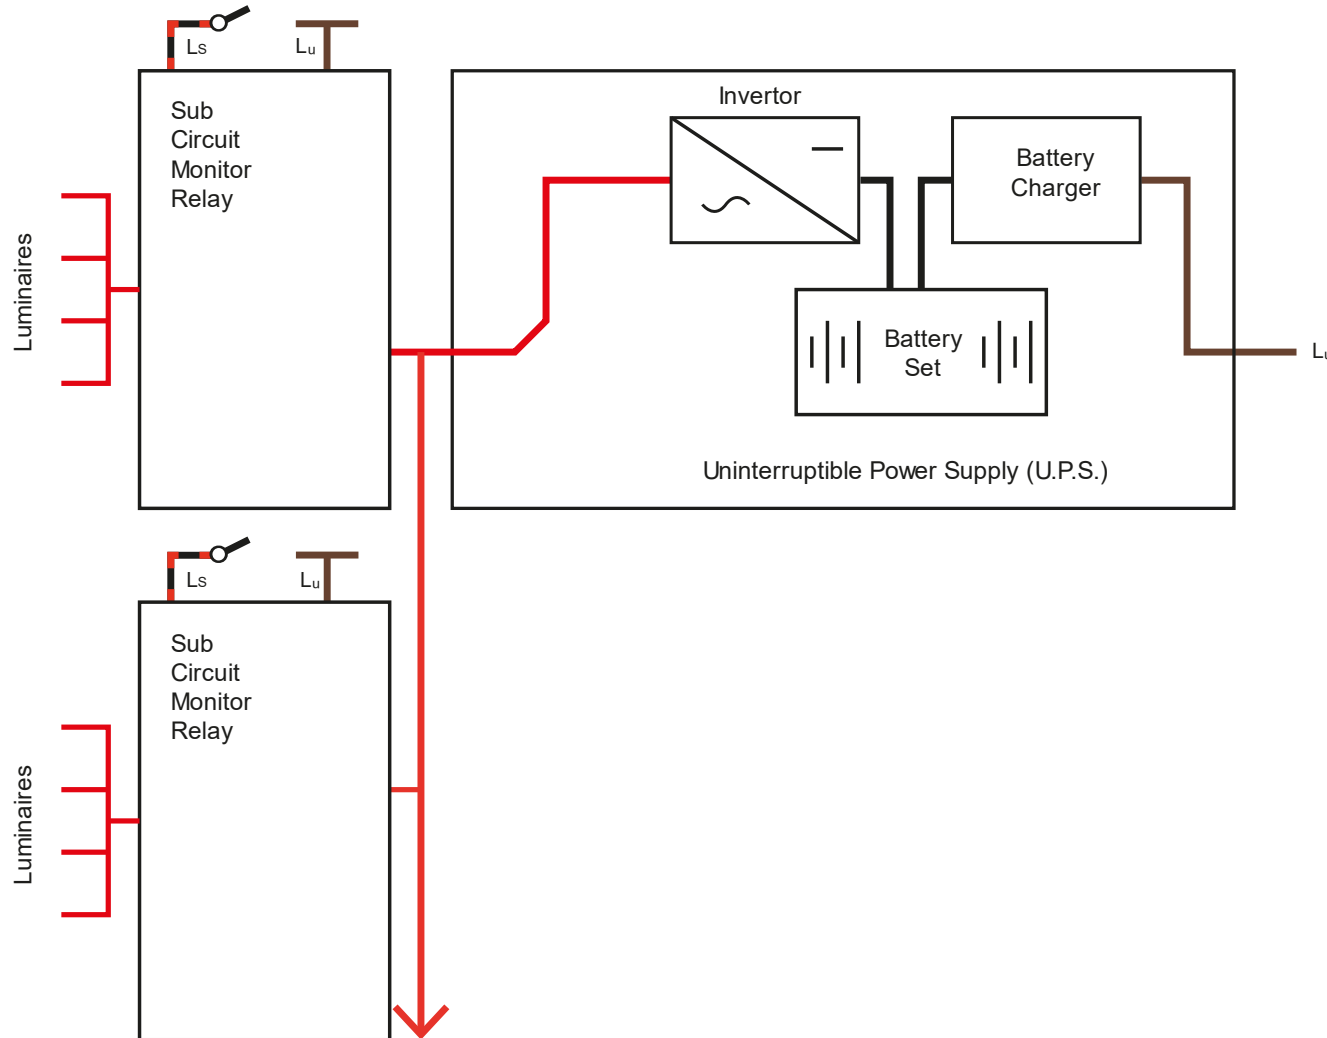 Ls
Lu
Sub
Circuit
Monitor
Relay
Luminaires
Invertor
Battery
Charger
Battery
Set
Lu
Uninterruptible Power Supply (U.P.S.)
Ls
Lu
Sub
Circuit
Monitor
Relay
Luminaires